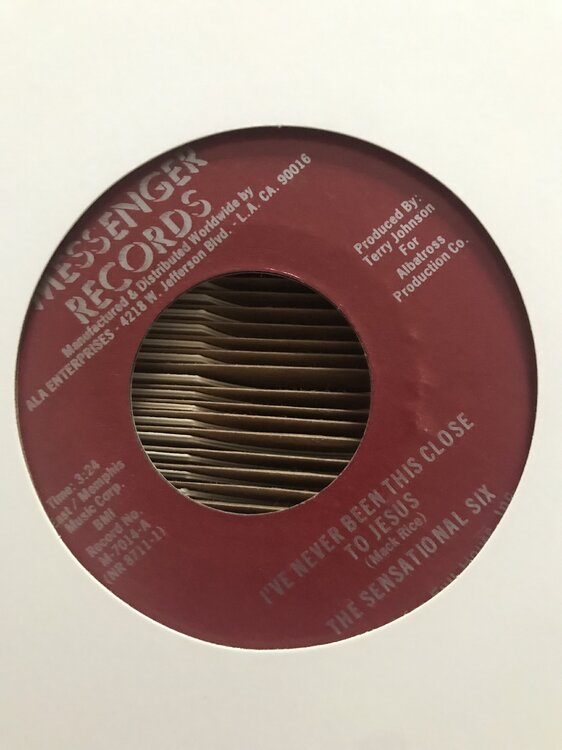 MESSENGER
RECORDS
Manufactured & Distributed Worldwide by
ALA ENTERPRISES - 4218 W. Jefferson Blvd. - L.A. CA. 90016
Produced By:
Terry Johnson
For
Albatross
Production Co.
Time: 3:24
East / Memphis
Music Corp.
BMI
Record No.
M-7014-A
(NR 8711-1)
I'VE NEVER BEEN THIS CLOSE
TO JESUS
(Mack Rice)
THE SENSATIONAL SIX